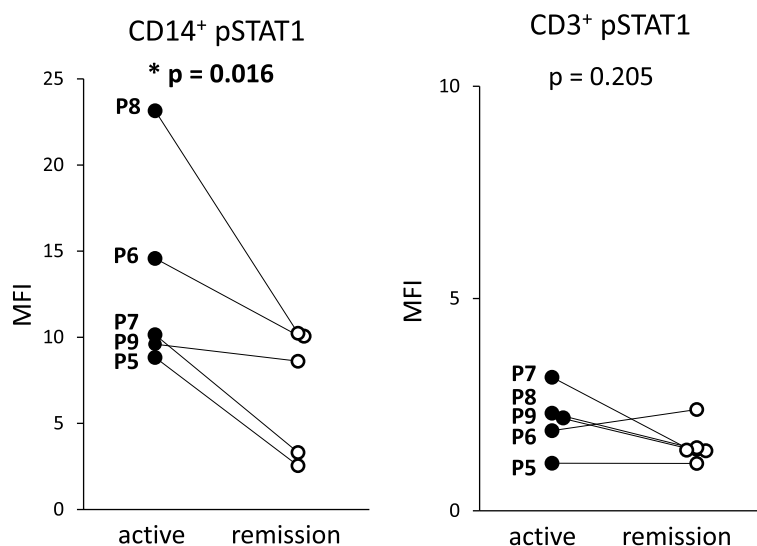 CD14⁺ pSTAT1
* p = 0.016
25
20
15
10
5
0
MFI
P8
P6
P7
P9
P5
active remission
CD3⁺ pSTAT1
p = 0.205
10
5
0
MFI
P7
P8
P9
P6
P5
active remission